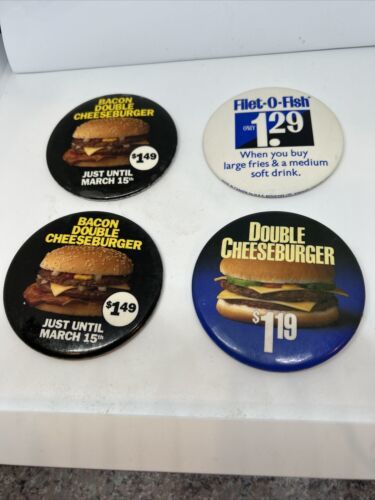 BACON
DOUBLE
CHEESEBURGER
$1.49
JUST UNTIL
MARCH 15th
Filet-O-Fish®
ONLY
1.29
When you buy
large fries & a medium
soft drink.
BACON
DOUBLE
CHEESEBURGER
$1.49
JUST UNTIL
MARCH 15th
DOUBLE
CHEESEBURGER
$1.19